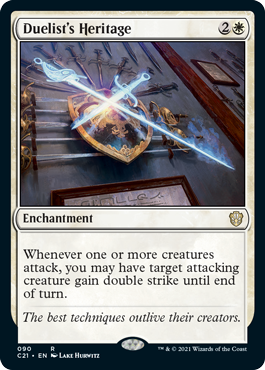 Duelist's Heritage 2
Enchantment
Whenever one or more creatures
attack, you may have target attacking
creature gain double strike until end
of turn.
The best techniques outlive their creators.
090 R
C21 • EN LAKE HURWITZ
™ & © 2021 Wizards of the Coast